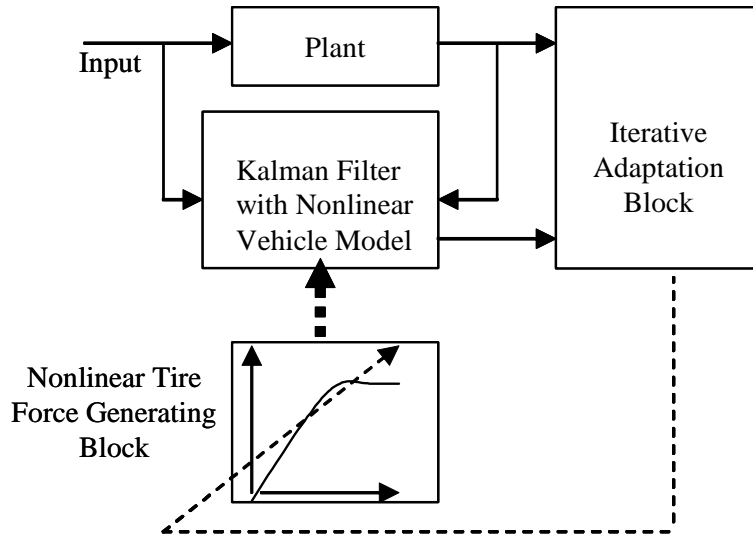 Input
Plant
Kalman Filter
with Nonlinear
Vehicle Model
Iterative
Adaptation
Block
Nonlinear Tire
Force Generating
Block